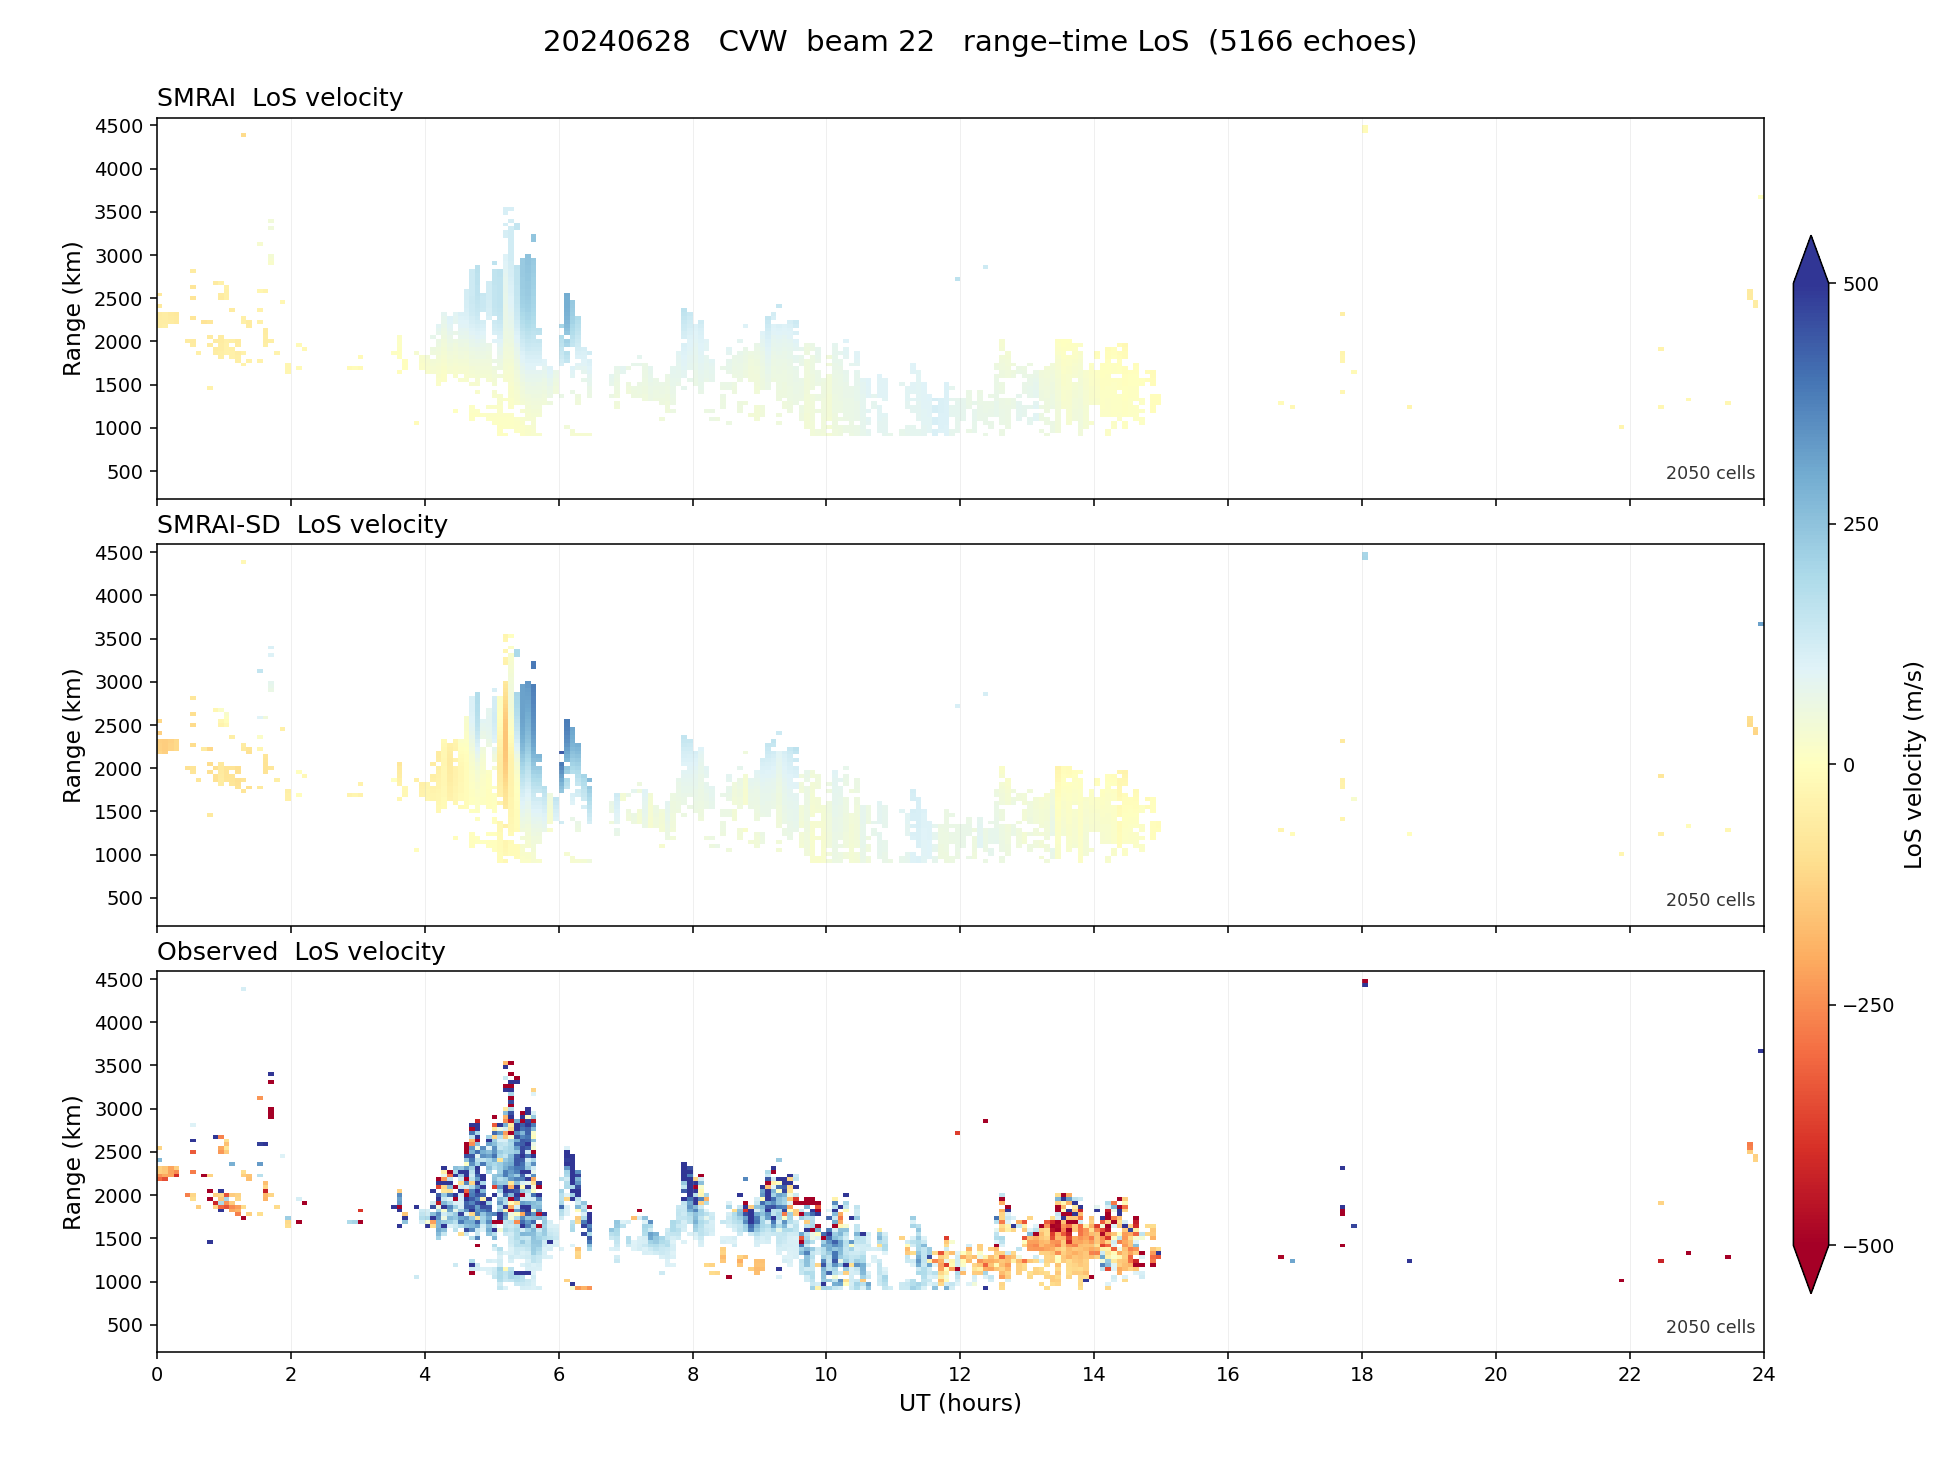 20240628   CVW  beam 22   range–time LoS  (5166 echoes)
SMRAI  LoS velocity
4500
4000
3500
3000
2500
2000
1500
1000
500
Range (km)
2050 cells
SMRAI-SD  LoS velocity
4500
4000
3500
3000
2500
2000
1500
1000
500
Range (km)
2050 cells
Observed  LoS velocity
4500
4000
3500
3000
2500
2000
1500
1000
500
Range (km)
2050 cells
0 2 4 6 8 10 12 14 16 18 20 22 24
UT (hours)
500
250
0
−250
−500
LoS velocity (m/s)